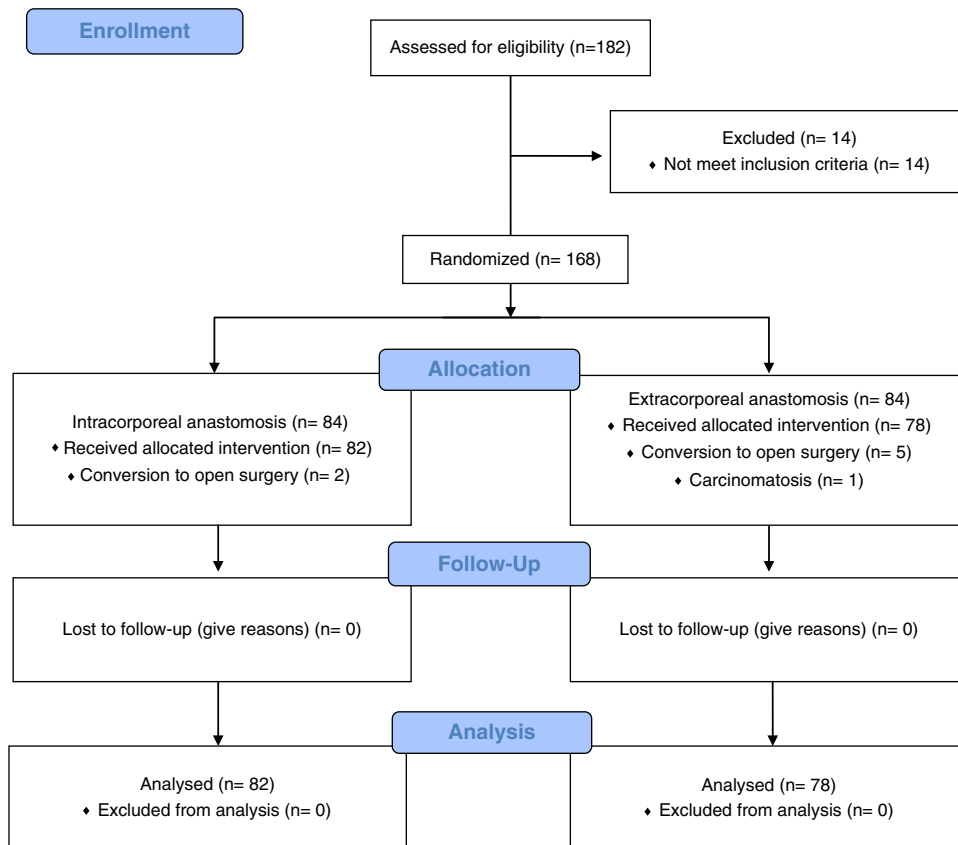 Enrollment
Assessed for eligibility (n=182)
Excluded (n= 14)
♦ Not meet inclusion criteria (n= 14)
Randomized (n= 168)
Allocation
Intracorporeal anastomosis (n= 84)
♦ Received allocated intervention (n= 82)
♦ Conversion to open surgery (n= 2)
Extracorporeal anastomosis (n= 84)
♦ Received allocated intervention (n= 78)
♦ Conversion to open surgery (n= 5)
♦ Carcinomatosis (n= 1)
Follow-Up
Lost to follow-up (give reasons) (n= 0)
Lost to follow-up (give reasons) (n= 0)
Analysis
Analysed (n= 82)
♦ Excluded from analysis (n= 0)
Analysed (n= 78)
♦ Excluded from analysis (n= 0)